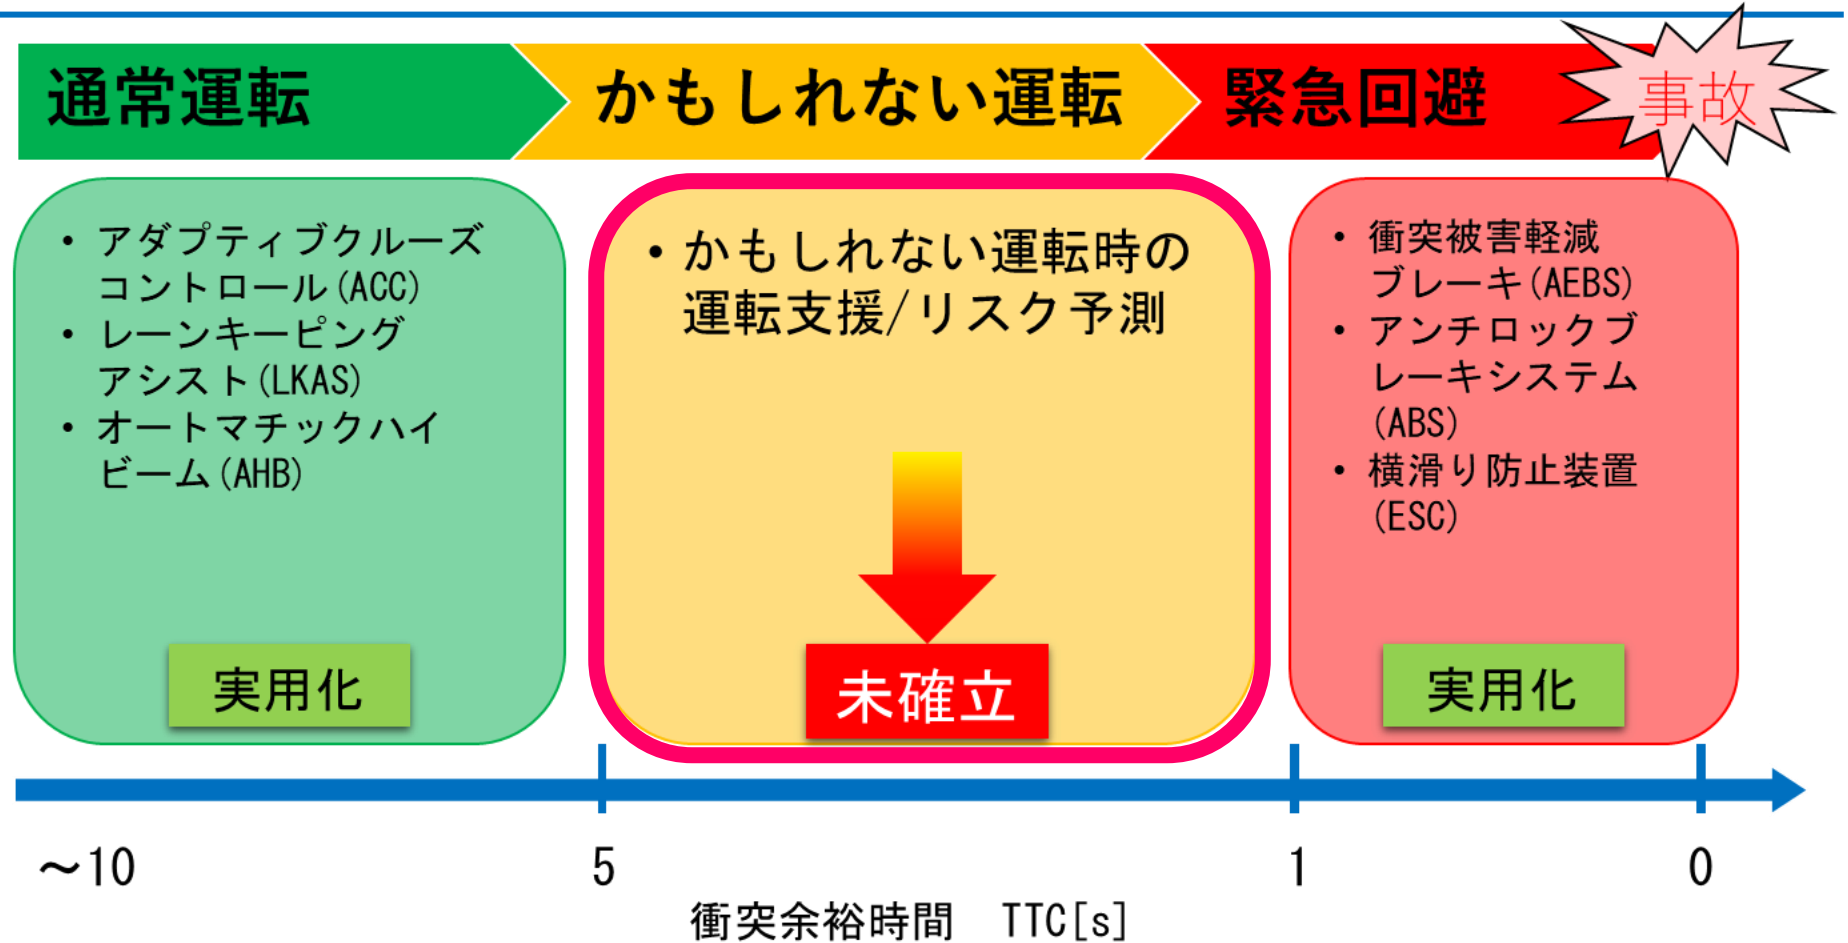 通常運転
かもしれない運転
緊急回避
事故
・アダプティブクルーズ
コントロール(ACC)
・レーンキーピング
アシスト(LKAS)
・オートマチックハイ
ビーム(AHB)
実用化
・かもしれない運転時の
運転支援/リスク予測
未確立
・衝突被害軽減
ブレーキ(AEBS)
・アンチロックブ
レーキシステム
(ABS)
・横滑り防止装置
(ESC)
実用化
～10
5
1
0
衝突余裕時間　TTC[s]